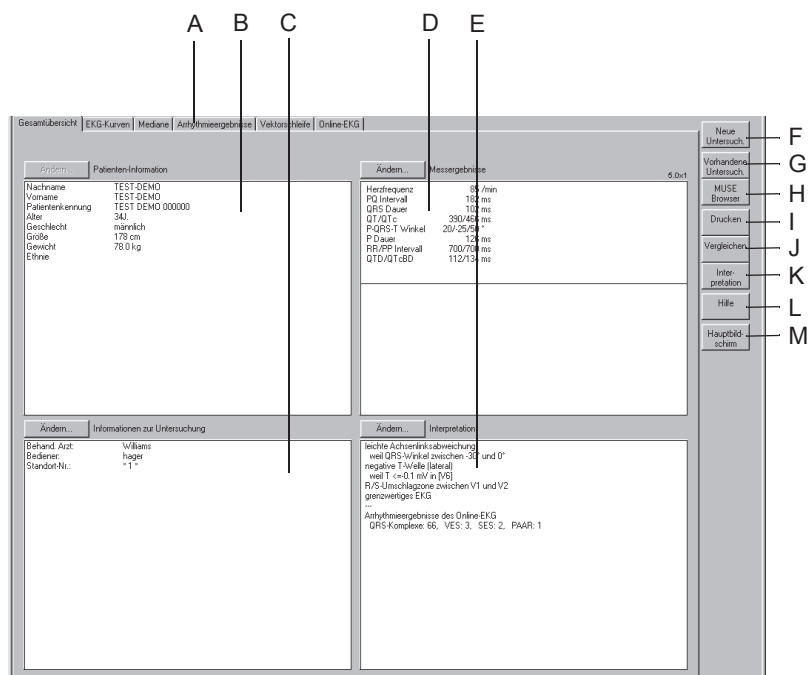 A B C D E
Gesamtübersicht EKG-Kurven Mediane Arrhythmieergebnisse Vektorschleife Online-EKG
Neue
Untersuch.
F
Vorhandene
Untersuch.
G
MUSE
Browser
H
Drucken
I
Vergleichen
J
Inter-
pretation
K
Hilfe
L
Hauptbild-
schirm
M
Ändern... Patienten-Information
Nachname TEST-DEMO
Vorname TEST-DEMO
Patientenkennung TEST DEMO 000000
Alter 34J.
Geschlecht männlich
Größe 178 cm
Gewicht 78.0 kg
Ethnie
Ändern... Messergebnisse 6.0x1
Herzfrequenz 85 /min
PQ Intervall 182 ms
QRS Dauer 102 ms
QT/QTc 390/466 ms
P-QRS-T Winkel 20/-25/50 °
P Dauer 126 ms
RR/PP Intervall 700/700 ms
QTD/QTcBD 112/134 ms
Ändern... Informationen zur Untersuchung
Behand. Arzt: Williams
Bediener: hager
Standort-Nr.: " 1 "
Ändern... Interpretation
leichte Achsenlinksabweichung
weil QRS-Winkel zwischen -30° und 0°
negative T-Welle (lateral)
weil T <=-0.1 mV in [V6]
R/S-Umschlagzone zwischen V1 und V2
grenzwertiges EKG
---
Arrhythmieergebnisse des Online-EKG
QRS-Komplexe: 66, VES: 3, SES: 2, PAAR: 1